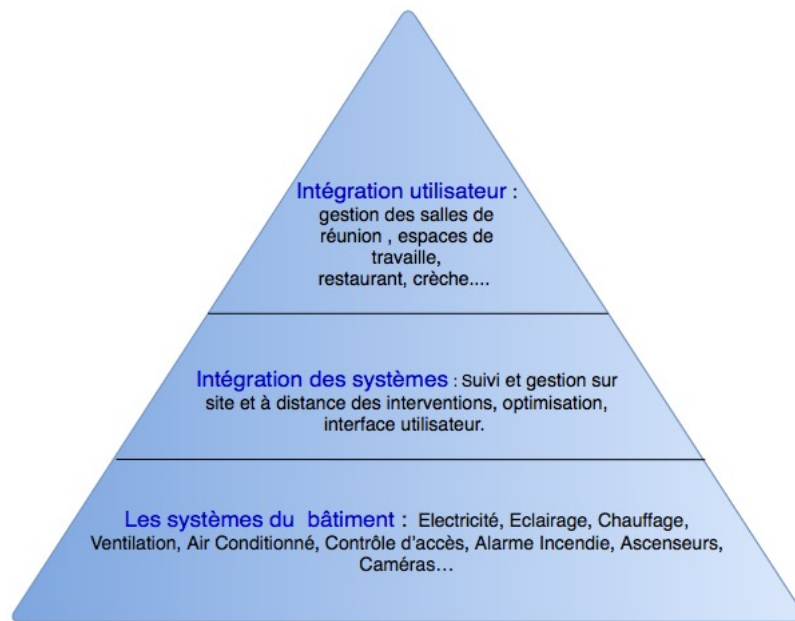 Intégration utilisateur :
gestion des salles de
réunion , espaces de
travaille,
restaurant, crèche....
Intégration des systèmes : Suivi et gestion sur
site et à distance des interventions, optimisation,
interface utilisateur.
Les systèmes du bâtiment : Electricité, Eclairage, Chauffage,
Ventilation, Air Conditionné, Contrôle d'accès, Alarme Incendie, Ascenseurs,
Caméras...